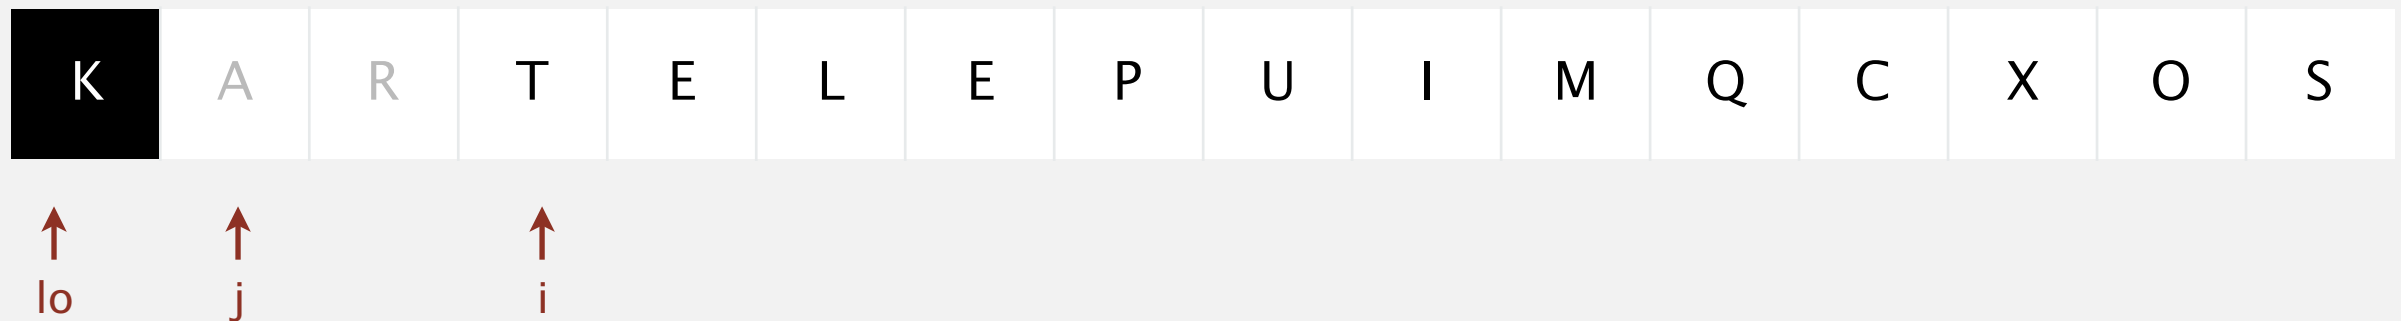 K A R T E L E P U I M Q C X O S
lo j i